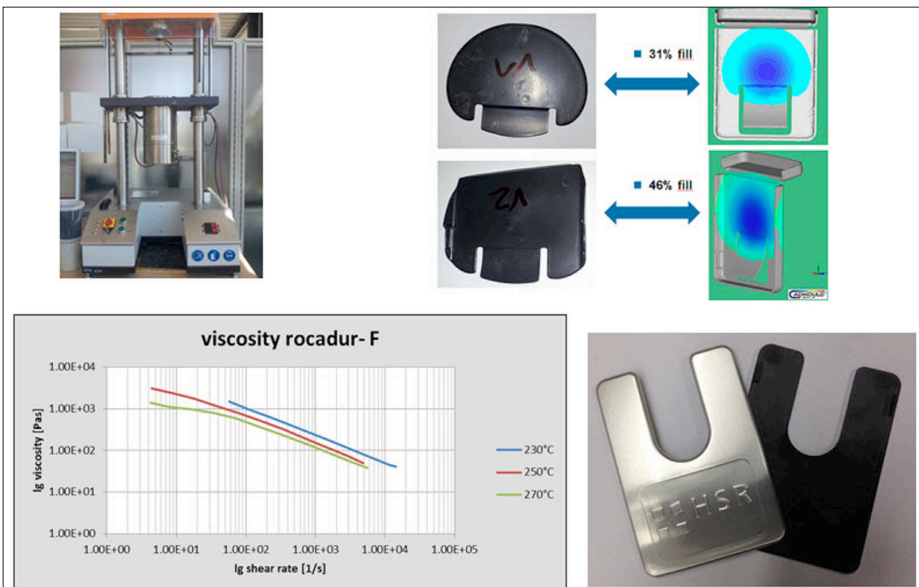 V1
31% fill
V2
46% fill
CADMOULD
viscosity rocadur- F
lg viscosity [Pas]
1.00E+04
1.00E+03
1.00E+02
1.00E+01
1.00E+00
1.00E+00 1.00E+01 1.00E+02 1.00E+03 1.00E+04 1.00E+05
lg shear rate [1/s]
230°C
250°C
270°C
HSR